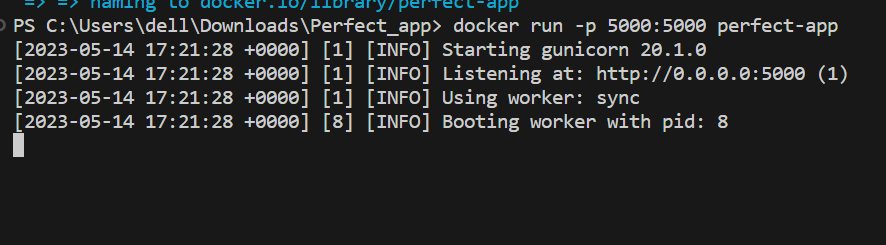 => => naming to docker.io/library/perfect-app
PS C:\Users\dell\Downloads\Perfect_app> docker run -p 5000:5000 perfect-app
[2023-05-14 17:21:28 +0000] [1] [INFO] Starting gunicorn 20.1.0
[2023-05-14 17:21:28 +0000] [1] [INFO] Listening at: http://0.0.0.0:5000 (1)
[2023-05-14 17:21:28 +0000] [1] [INFO] Using worker: sync
[2023-05-14 17:21:28 +0000] [8] [INFO] Booting worker with pid: 8